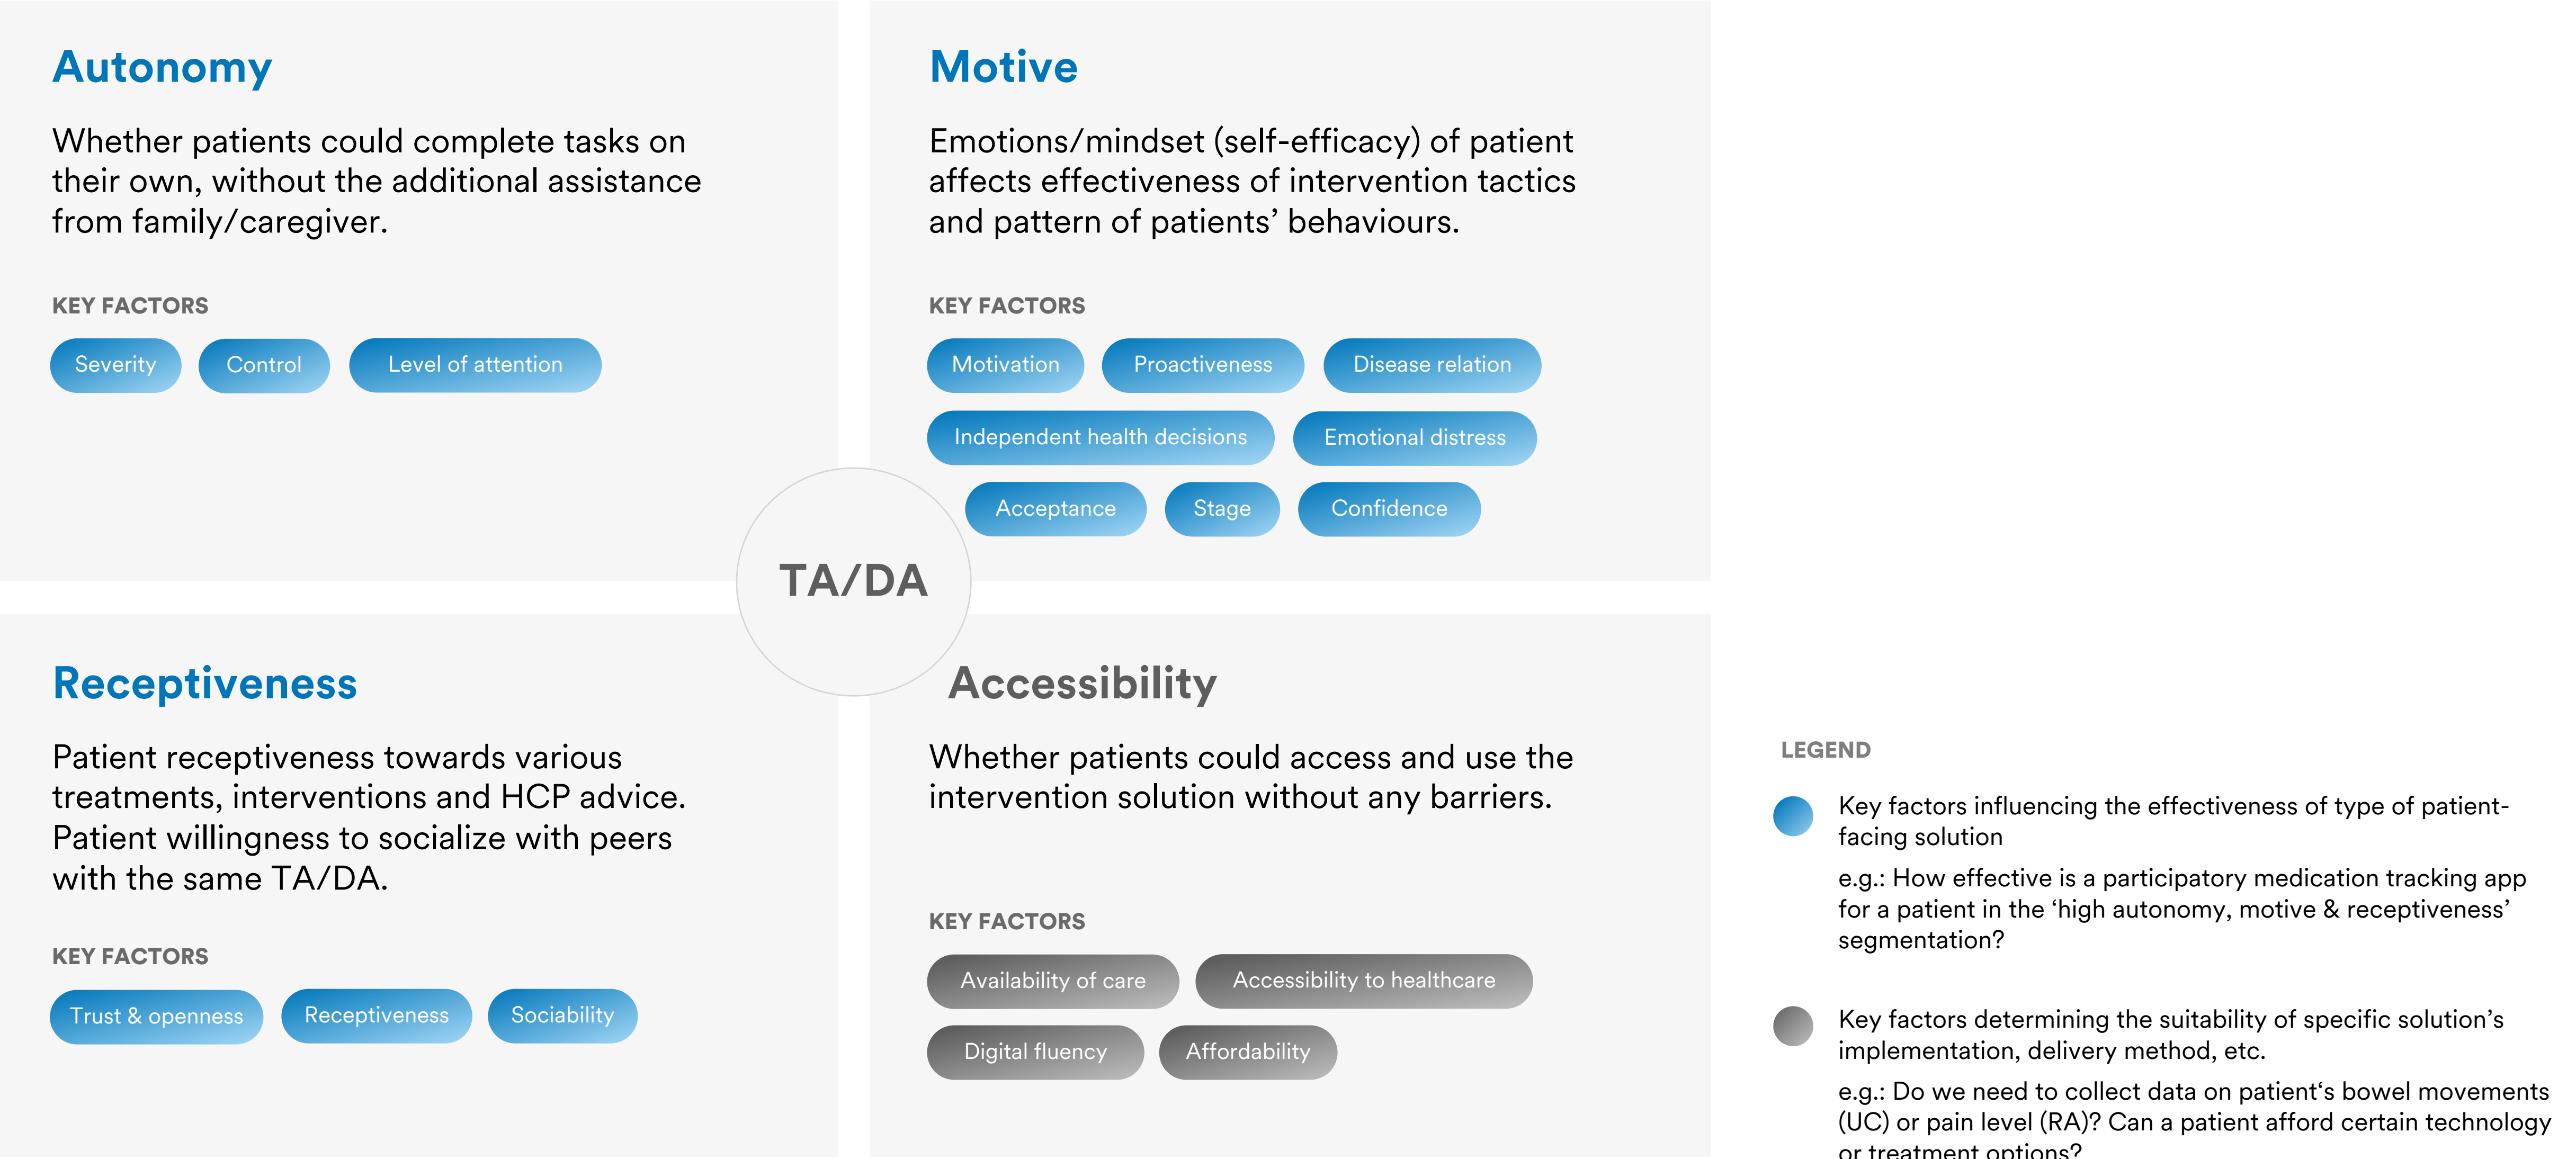 Autonomy
Whether patients could complete tasks on
their own, without the additional assistance
from family/caregiver.
KEY FACTORS
Severity
Control
Level of attention
Motive
Emotions/mindset (self-efficacy) of patient
affects effectiveness of intervention tactics
and pattern of patients’ behaviours.
KEY FACTORS
Motivation
Proactiveness
Disease relation
Independent health decisions
Emotional distress
Acceptance
Stage
Confidence
TA/DA
Receptiveness
Patient receptiveness towards various
treatments, interventions and HCP advice.
Patient willingness to socialize with peers
with the same TA/DA.
KEY FACTORS
Trust & openness
Receptiveness
Sociability
Accessibility
Whether patients could access and use the
intervention solution without any barriers.
KEY FACTORS
Availability of care
Accessibility to healthcare
Digital fluency
Affordability
LEGEND
Key factors influencing the effectiveness of type of patient-
facing solution
e.g.: How effective is a participatory medication tracking app
for a patient in the ‘high autonomy, motive & receptiveness’
segmentation?
Key factors determining the suitability of specific solution’s
implementation, delivery method, etc.
e.g.: Do we need to collect data on patient‘s bowel movements
(UC) or pain level (RA)? Can a patient afford certain technology
or treatment options?